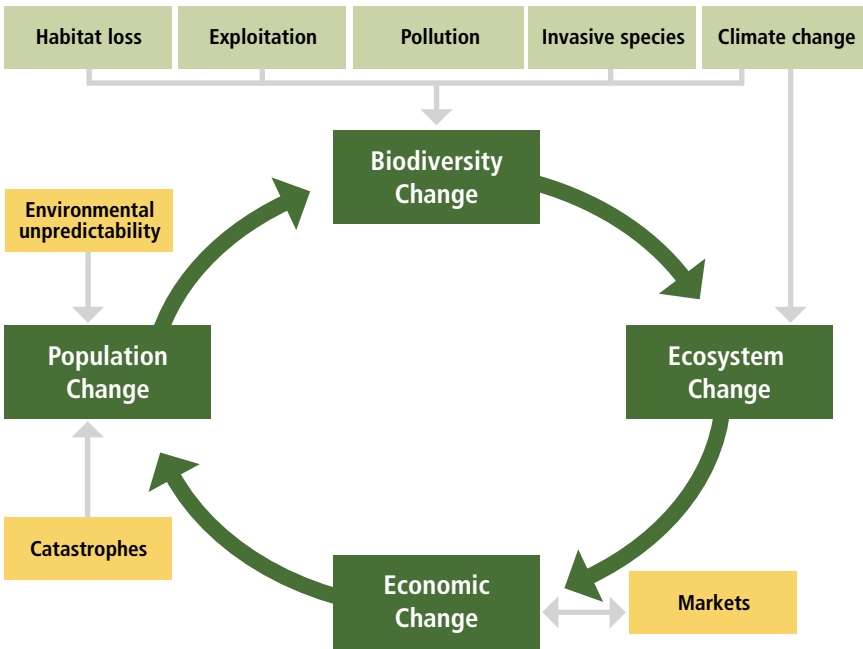 Habitat loss
Exploitation
Pollution
Invasive species
Climate change
Biodiversity
Change
Environmental
unpredictability
Population
Change
Ecosystem
Change
Catastrophes
Economic
Change
Markets